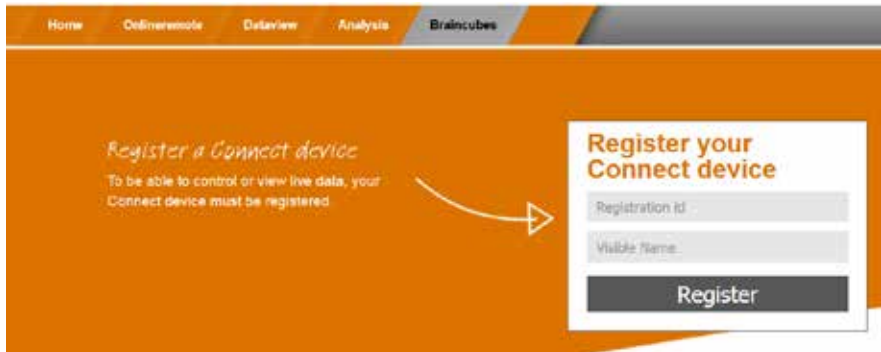 Home Onlineremote Dataview Analysis Braincubes
Register a Connect device
To be able to control or view live data, your
Connect device must be registered
Register your
Connect device
Registration id
Visible Name
Register